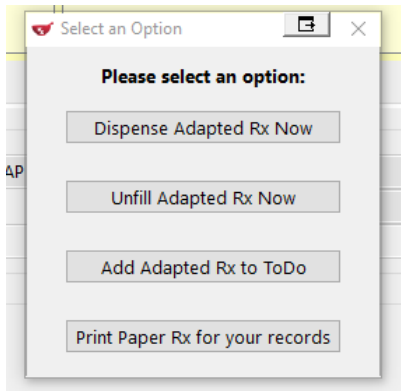 Select an Option
Please select an option:
Dispense Adapted Rx Now
AP
Unfill Adapted Rx Now
Add Adapted Rx to ToDo
Print Paper Rx for your records